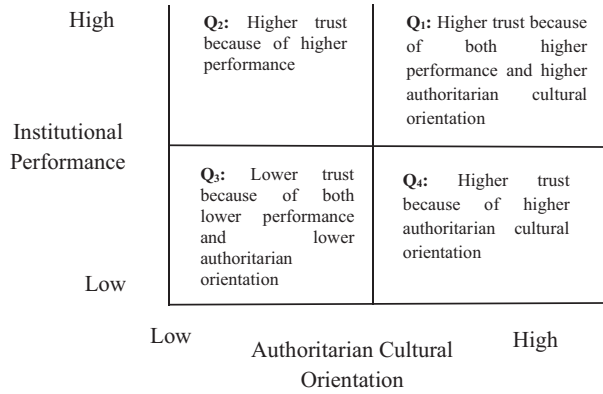 High
Q₂: Higher trust
because of higher
performance
Q₁: Higher trust because
of both higher
performance and higher
authoritarian cultural
orientation
Institutional
Performance
Q₃: Lower trust
because of both
lower performance
and lower
authoritarian
orientation
Q₄: Higher trust
because of higher
authoritarian cultural
orientation
Low
Low
Authoritarian Cultural
Orientation
High